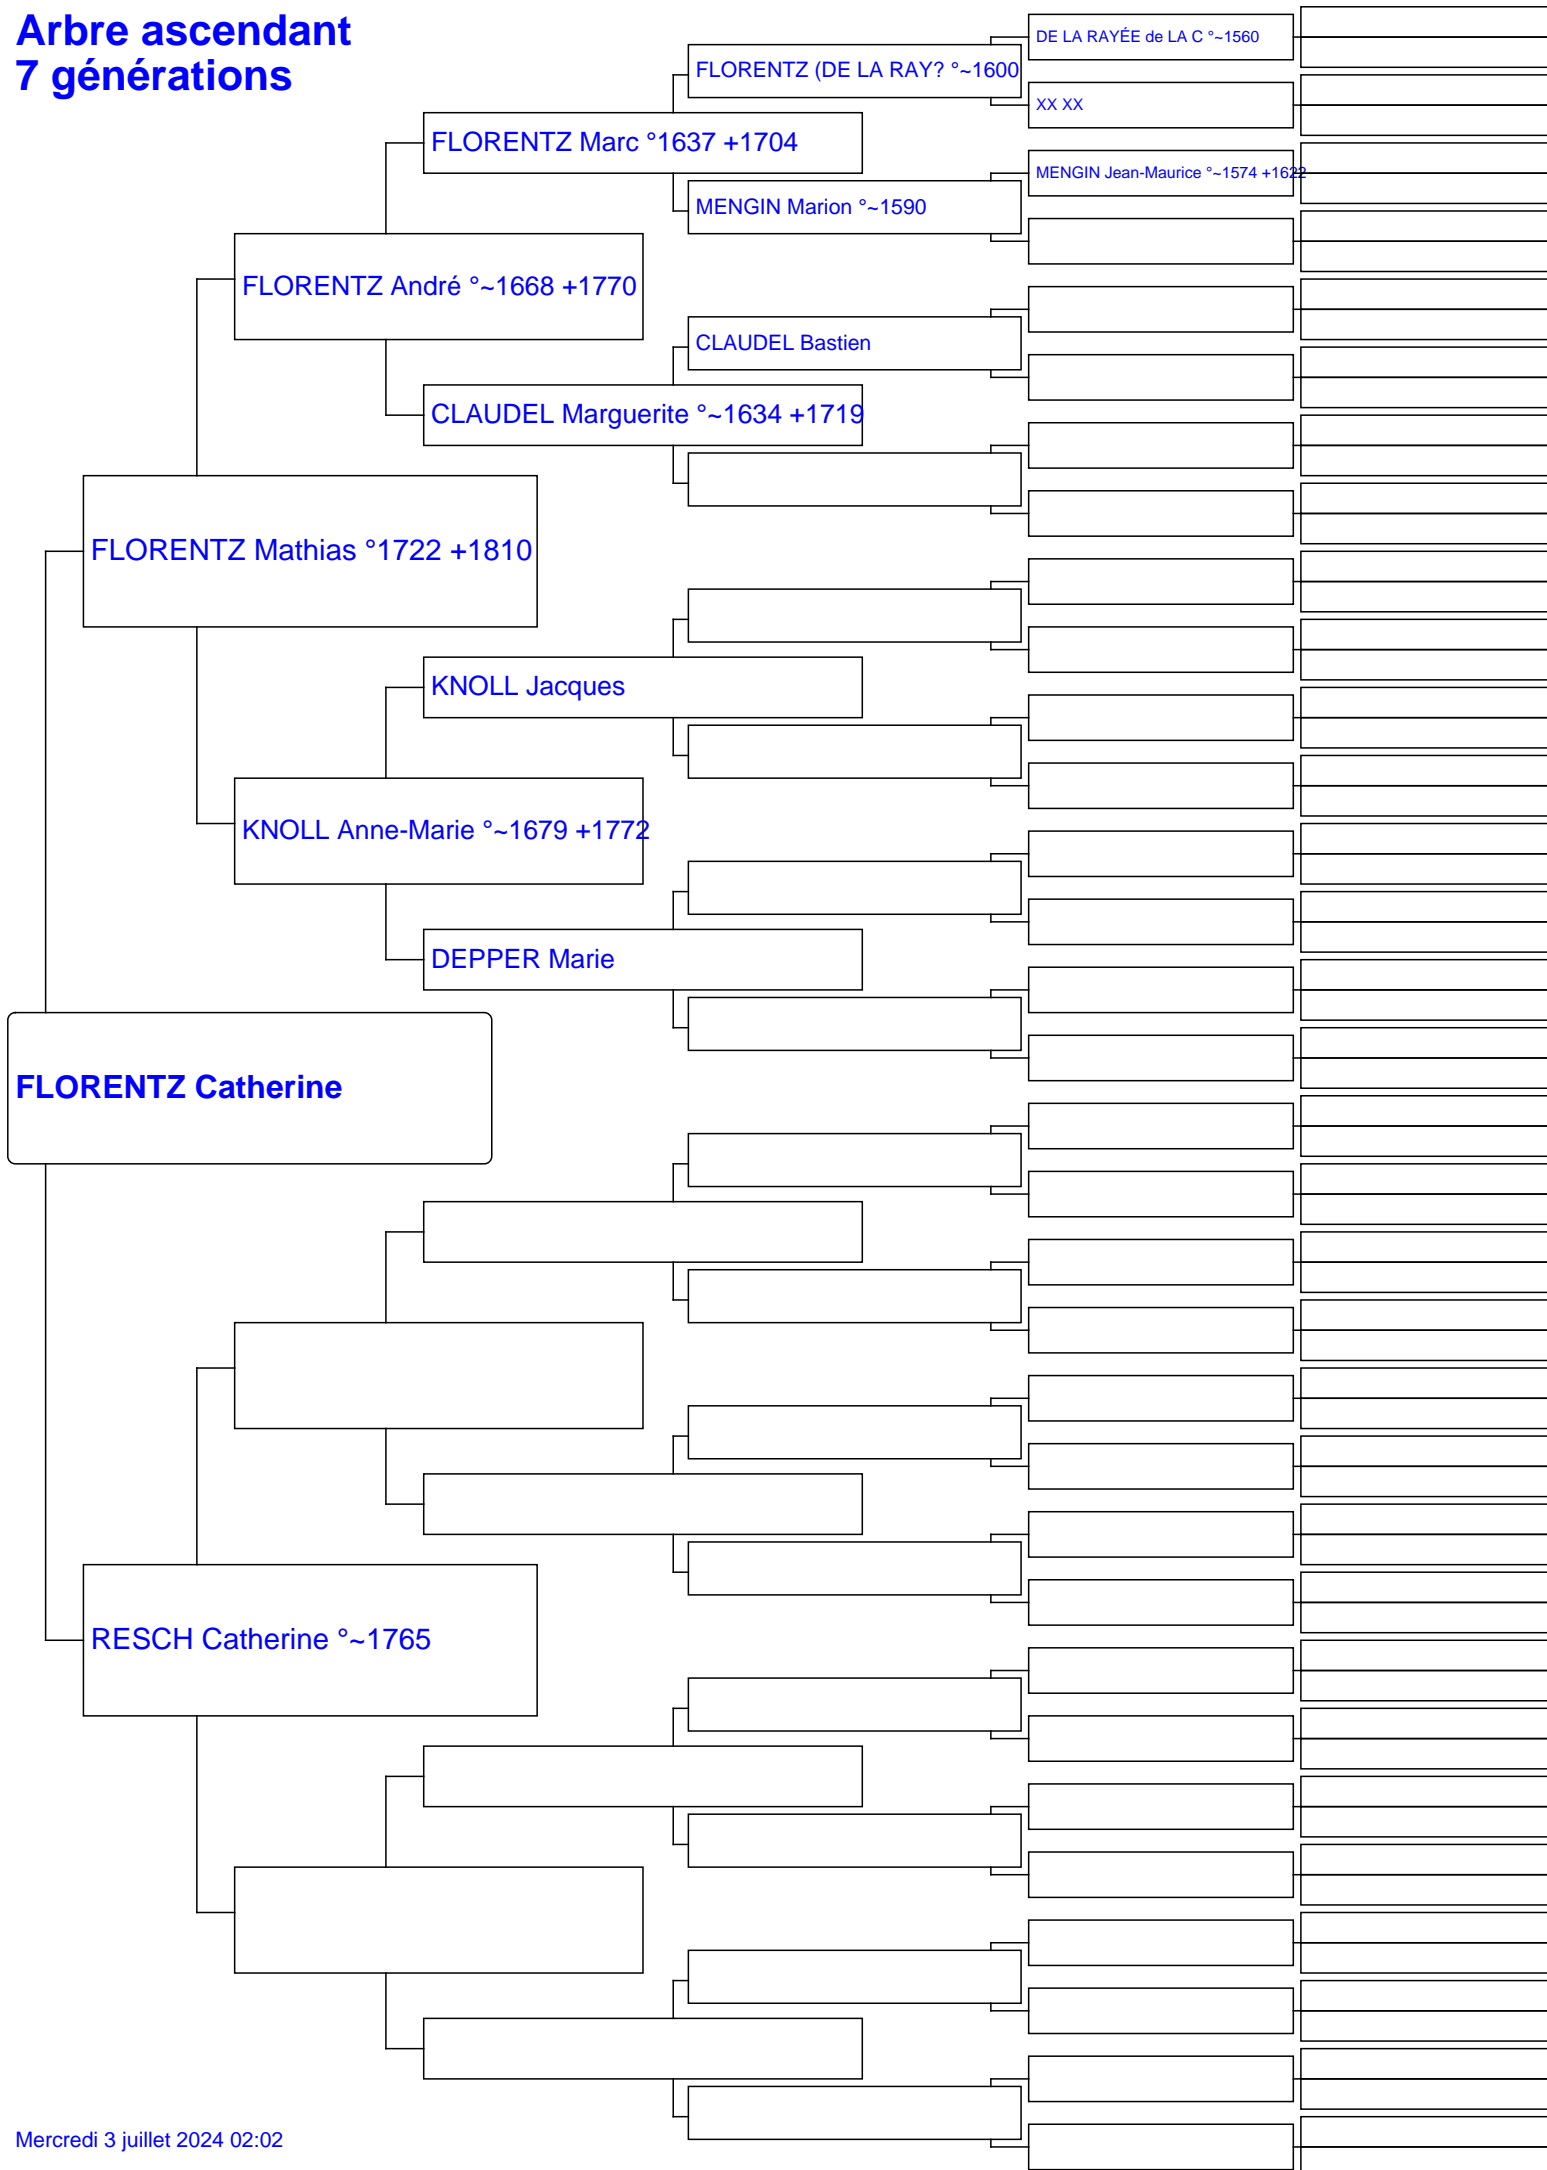 Arbre ascendant
7 générations
DE LA RAYÉE de LA C °~1560
FLORENTZ (DE LA RAY? °~1600
XX XX
FLORENTZ Marc °1637 +1704
MENGIN Jean-Maurice °~1574 +1622
MENGIN Marion °~1590
FLORENTZ André °~1668 +1770
CLAUDEL Bastien
CLAUDEL Marguerite °~1634 +1719
FLORENTZ Mathias °1722 +1810
KNOLL Jacques
KNOLL Anne-Marie °~1679 +1772
DEPPER Marie
FLORENTZ Catherine
RESCH Catherine °~1765
Mercredi 3 juillet 2024 02:02